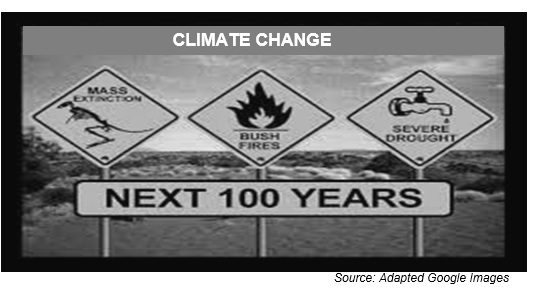 CLIMATE CHANGE
MASS
EXTINCTION
BUSH
FIRES
SEVERE
DROUGHT
NEXT 100 YEARS
Source: Adapted Google Images